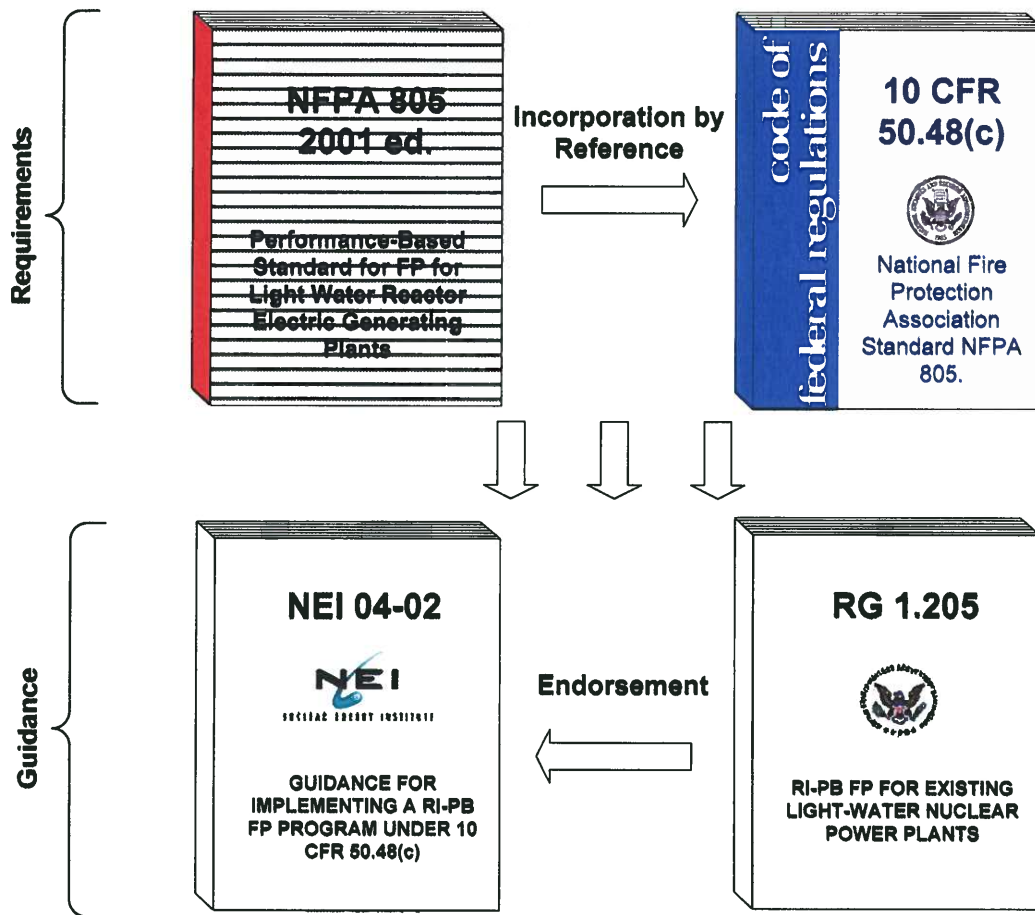 Requirements
NFPA 805
2001 ed.
Performance-Based
Standard for FP for
Light Water Reactor
Electric Generating
Plants
Incorporation by
Reference
code of
federal regulations
10 CFR
50.48(c)
National Fire
Protection
Association
Standard NFPA
805.
Guidance
NEI 04-02
NEI
NUCLEAR ENERGY INSTITUTE
GUIDANCE FOR
IMPLEMENTING A RI-PB
FP PROGRAM UNDER 10
CFR 50.48(c)
Endorsement
RG 1.205
RI-PB FP FOR EXISTING
LIGHT-WATER NUCLEAR
POWER PLANTS